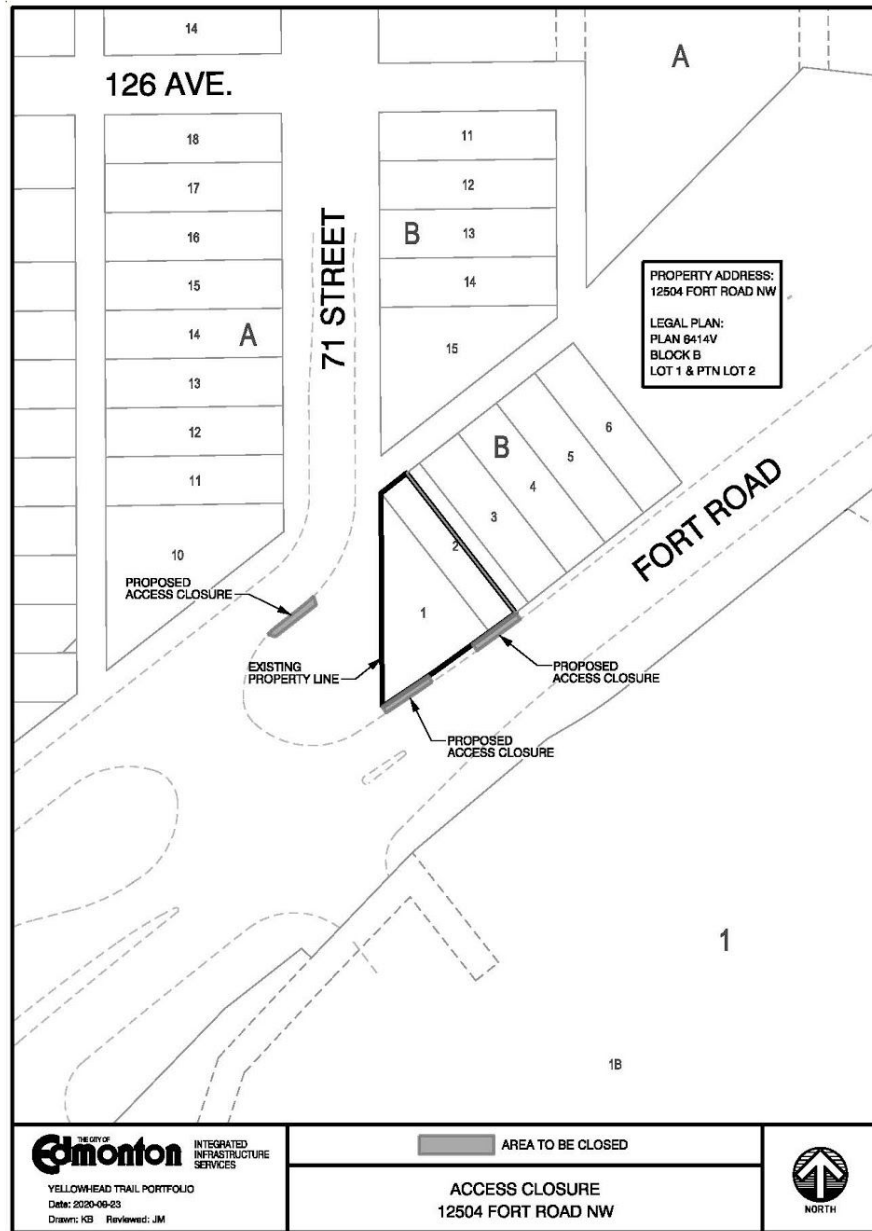 14
A
126 AVE.
18
17
16
15
14
A
13
12
11
10
71 STREET
11
12
B
13
14
15
PROPERTY ADDRESS:
12504 FORT ROAD NW
LEGAL PLAN:
PLAN 6414V
BLOCK B
LOT 1 & PTN LOT 2
B
6
5
4
3
2
1
FORT ROAD
PROPOSED
ACCESS CLOSURE
EXISTING
PROPERTY LINE
PROPOSED
ACCESS CLOSURE
PROPOSED
ACCESS CLOSURE
1
1B
THE CITY OF
Edmonton
INTEGRATED
INFRASTRUCTURE
SERVICES
YELLOWHEAD TRAIL PORTFOLIO
Date: 2020-09-23
Drawn: KB Reviewed: JM
AREA TO BE CLOSED
ACCESS CLOSURE
12504 FORT ROAD NW
NORTH